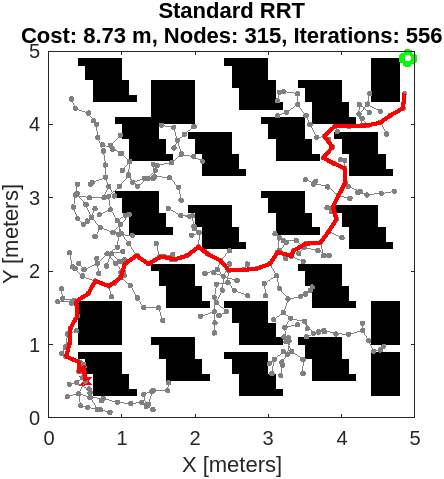 Standard RRT
Cost: 8.73 m, Nodes: 315, Iterations: 556
5
4
3
2
1
0
Y [meters]
0 1 2 3 4 5
X [meters]